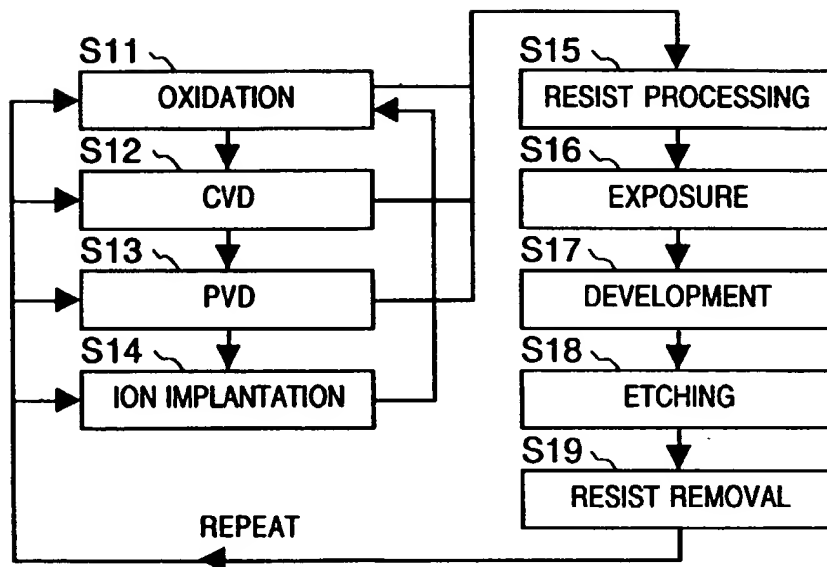 S11
OXIDATION
S12
CVD
S13
PVD
S14
ION IMPLANTATION
S15
RESIST PROCESSING
S16
EXPOSURE
S17
DEVELOPMENT
S18
ETCHING
S19
RESIST REMOVAL
REPEAT